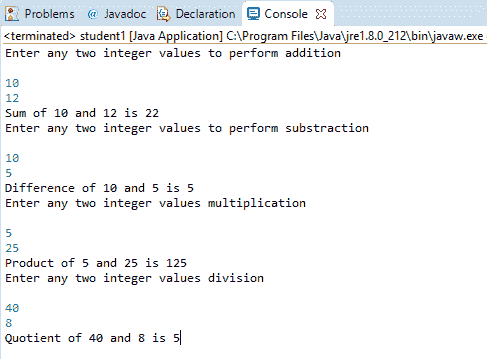 Problems @ Javadoc Declaration Console
<terminated> student1 [Java Application] C:\Program Files\Java\jre1.8.0_212\bin\javaw.exe
Enter any two integer values to perform addition
10
12
Sum of 10 and 12 is 22
Enter any two integer values to perform substraction
10
5
Difference of 10 and 5 is 5
Enter any two integer values multiplication
5
25
Product of 5 and 25 is 125
Enter any two integer values division
40
8
Quotient of 40 and 8 is 5